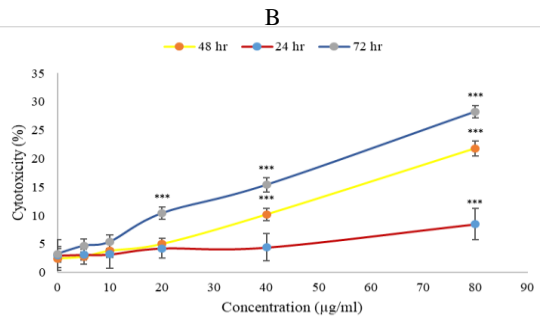 B
48 hr 24 hr 72 hr
35
30
25
20
15
10
5
0
Cytotoxicity (%)
***
***
***
***
***
***
0 10 20 30 40 50 60 70 80 90
Concentration (µg/ml)